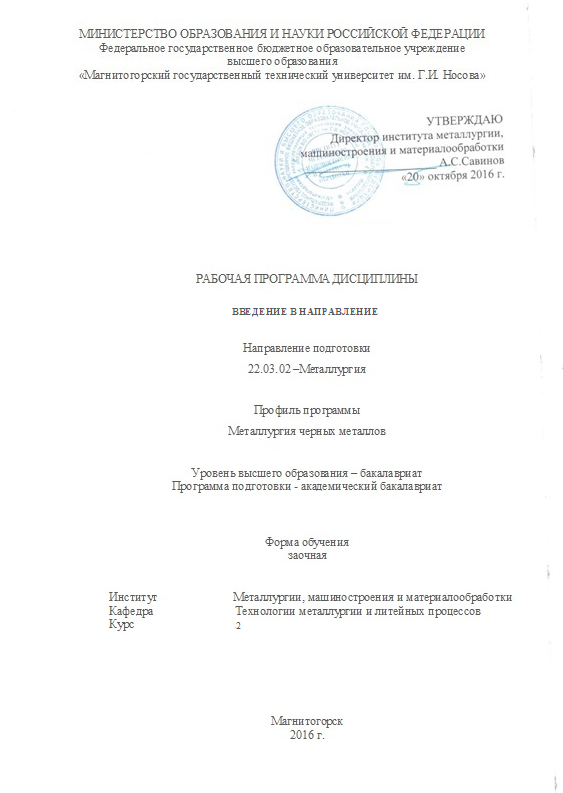 МИНИСТЕРСТВО ОБРАЗОВАНИЯ И НАУКИ РОССИЙСКОЙ ФЕДЕРАЦИИ
Федеральное государственное бюджетное образовательное учреждение
высшего образования
«Магнитогорский государственный технический университет им. Г.И. Носова»
УТВЕРЖДАЮ
Директор института металлургии,
машиностроения и материалообработки
А.С.Савинов
«20» октября 2016 г.
РАБОЧАЯ ПРОГРАММА ДИСЦИПЛИНЫ
ВВЕДЕНИЕ В НАПРАВЛЕНИЕ
Направление подготовки
22.03.02 –Металлургия
Профиль программы
Металлургия черных металлов
Уровень высшего образования – бакалавриат
Программа подготовки - академический бакалавриат
Форма обучения
заочная
Институт Металлургии, машиностроения и материалообработки
Кафедра Технологии металлургии и литейных процессов
Курс 2
Магнитогорск
2016 г.